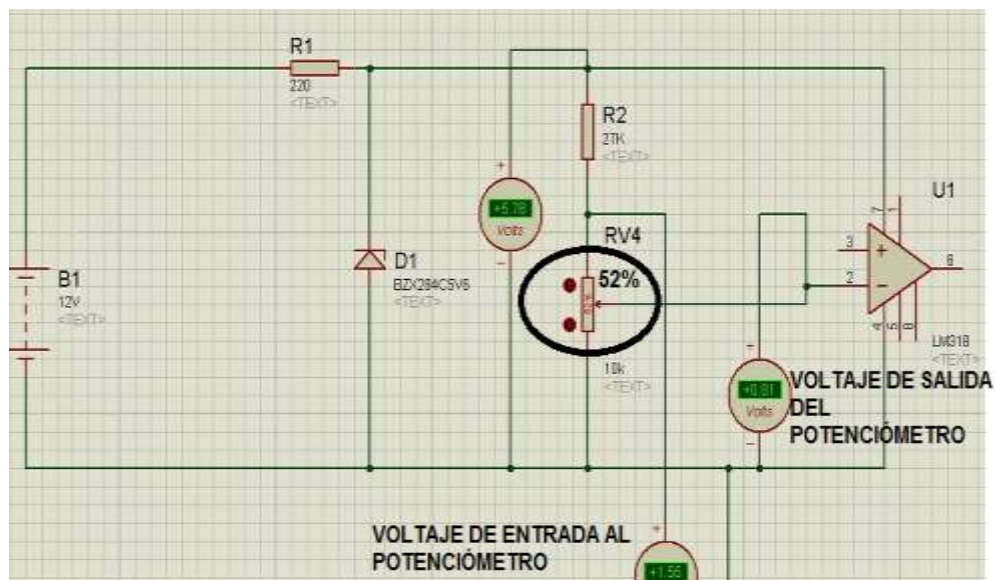 R1
220
<TEXT>
R2
27K
<TEXT>
+
+5.78
Volts
−
D1
BZX284C5V6
<TEXT>
B1
12V
<TEXT>
RV4
52%
10k
<TEXT>
U1
7
1
3
+
2
−
6
4
5
8
LM318
<TEXT>
+0.81
Volts
−
VOLTAJE DE SALIDA
DEL
POTENCIÓMETRO
VOLTAJE DE ENTRADA AL
POTENCIÓMETRO
+
+1.55